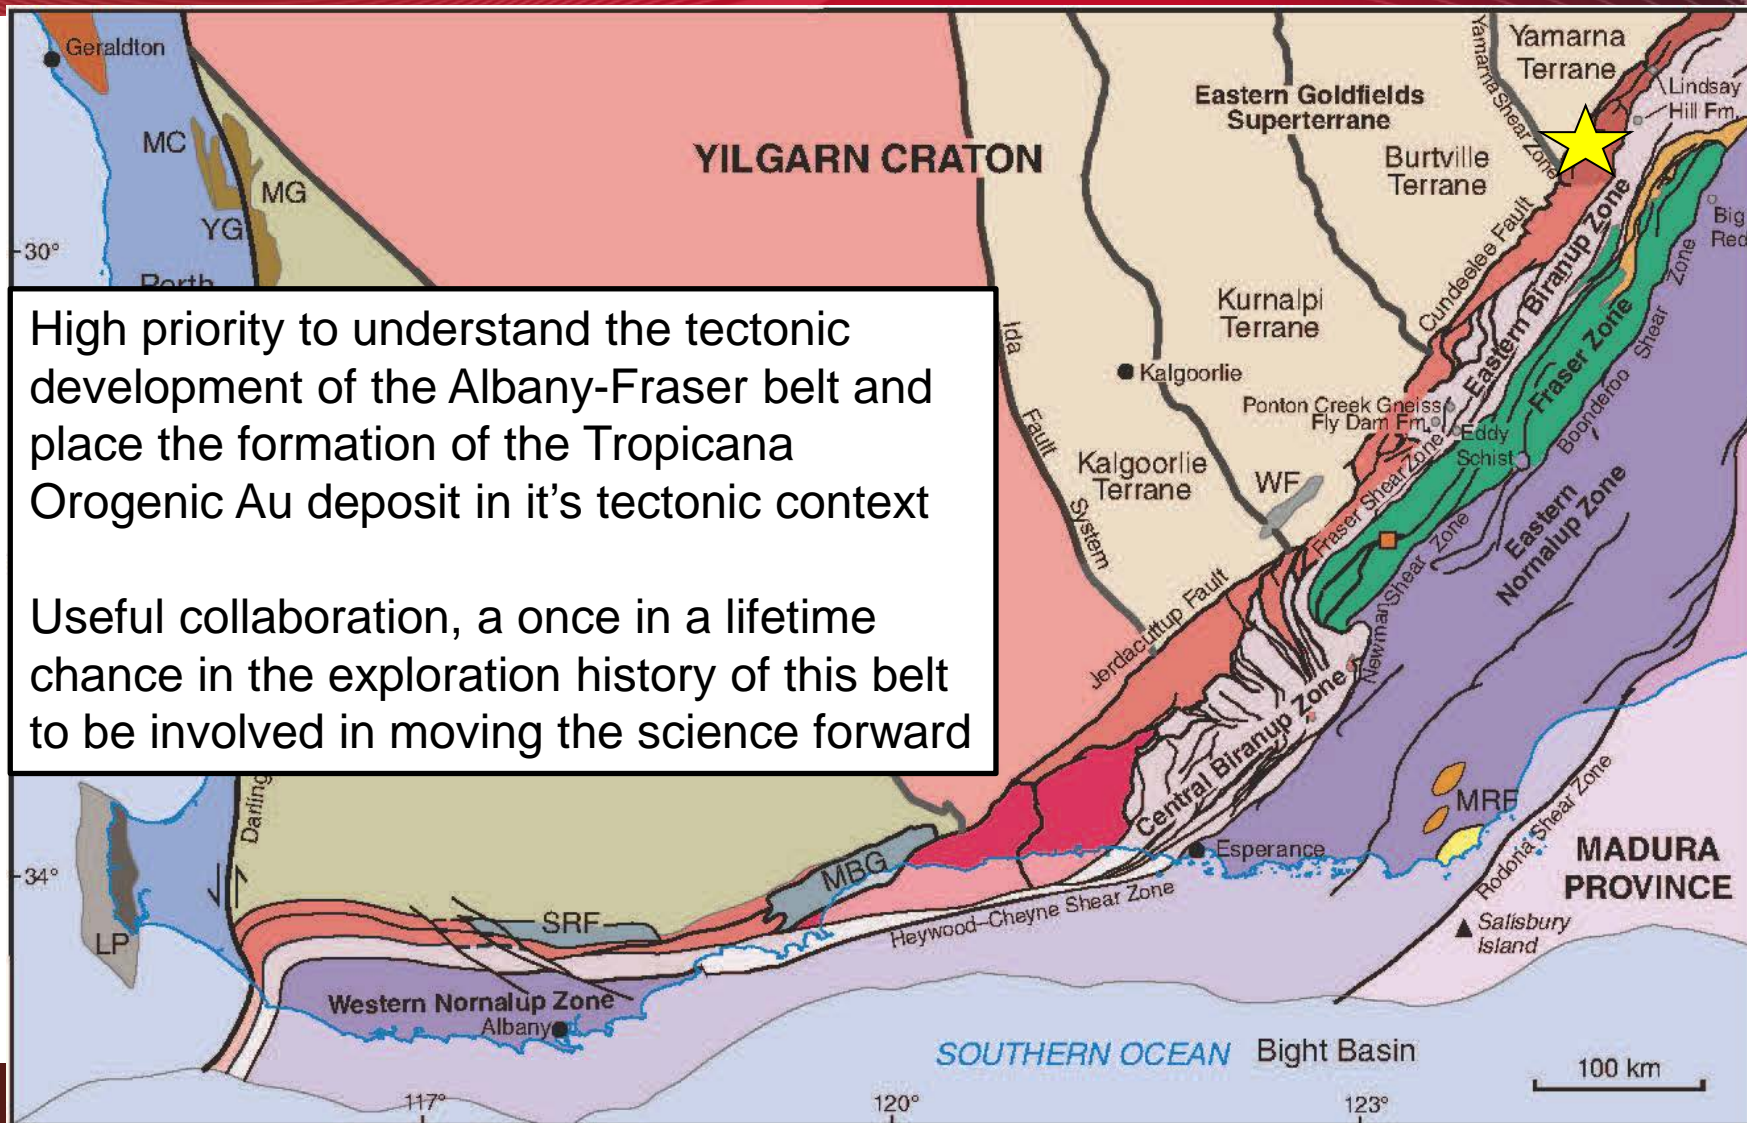 Geraldton
MC
MG
YG
Perth
30°
YILGARN CRATON
Eastern Goldfields
Superterrane
Yamarna
Terrane
Yamarna Shear Zone
Lindsay
Hill Fm.
Burtville
Terrane
Big
Red
Cundeelee Fault
Eastern Biranup Zone
Kurnalpi
Terrane
Fraser Zone
Boonderoo Shear Zone
Ida
Fault
System
Kalgoorlie
Ponton Creek Gneiss
Fly Dam Fm.
Eddy
Schist
Kalgoorlie
Terrane
WF
Fraser Shear Zone
Eastern
Nornalup Zone
Newman Shear Zone
Jerdacuttup Fault
High priority to understand the tectonic
development of the Albany-Fraser belt and
place the formation of the Tropicana
Orogenic Au deposit in it's tectonic context
Useful collaboration, a once in a lifetime
chance in the exploration history of this belt
to be involved in moving the science forward
Central Biranup Zone
Darling
MRF
Rodona Shear Zone
MADURA
PROVINCE
Esperance
34°
MBG
SRF
LP
Heywood–Cheyne Shear Zone
Salisbury
Island
Western Nornalup Zone
Albany
SOUTHERN OCEAN
Bight Basin
100 km
117°
120°
123°